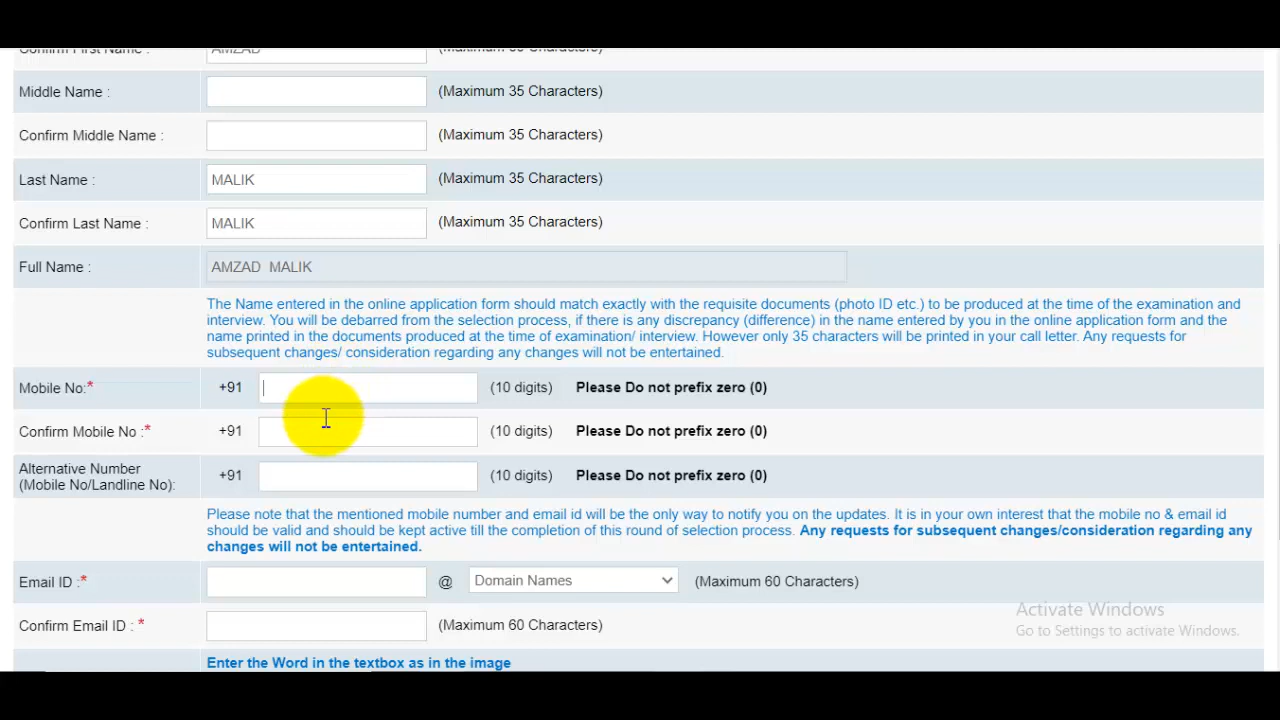 Confirm First Name : AMZAD (Maximum 35 Characters)
Middle Name : (Maximum 35 Characters)
Confirm Middle Name : (Maximum 35 Characters)
Last Name : MALIK (Maximum 35 Characters)
Confirm Last Name : MALIK (Maximum 35 Characters)
Full Name : AMZAD MALIK
The Name entered in the online application form should match exactly with the requisite documents (photo ID etc.) to be produced at the time of the examination and
interview. You will be debarred from the selection process, if there is any discrepancy (difference) in the name entered by you in the online application form and the
name printed in the documents produced at the time of examination/ interview. However only 35 characters will be printed in your call letter. Any requests for
subsequent changes/ consideration regarding any changes will not be entertained.
Mobile No:* +91 (10 digits) Please Do not prefix zero (0)
Confirm Mobile No :* +91 (10 digits) Please Do not prefix zero (0)
Alternative Number
(Mobile No/Landline No): +91 (10 digits) Please Do not prefix zero (0)
Please note that the mentioned mobile number and email id will be the only way to notify you on the updates. It is in your own interest that the mobile no & email id
should be valid and should be kept active till the completion of this round of selection process. Any requests for subsequent changes/consideration regarding any
changes will not be entertained.
Email ID :* @ Domain Names (Maximum 60 Characters)
Confirm Email ID : * (Maximum 60 Characters)
Activate Windows
Go to Settings to activate Windows.
Enter the Word in the textbox as in the image